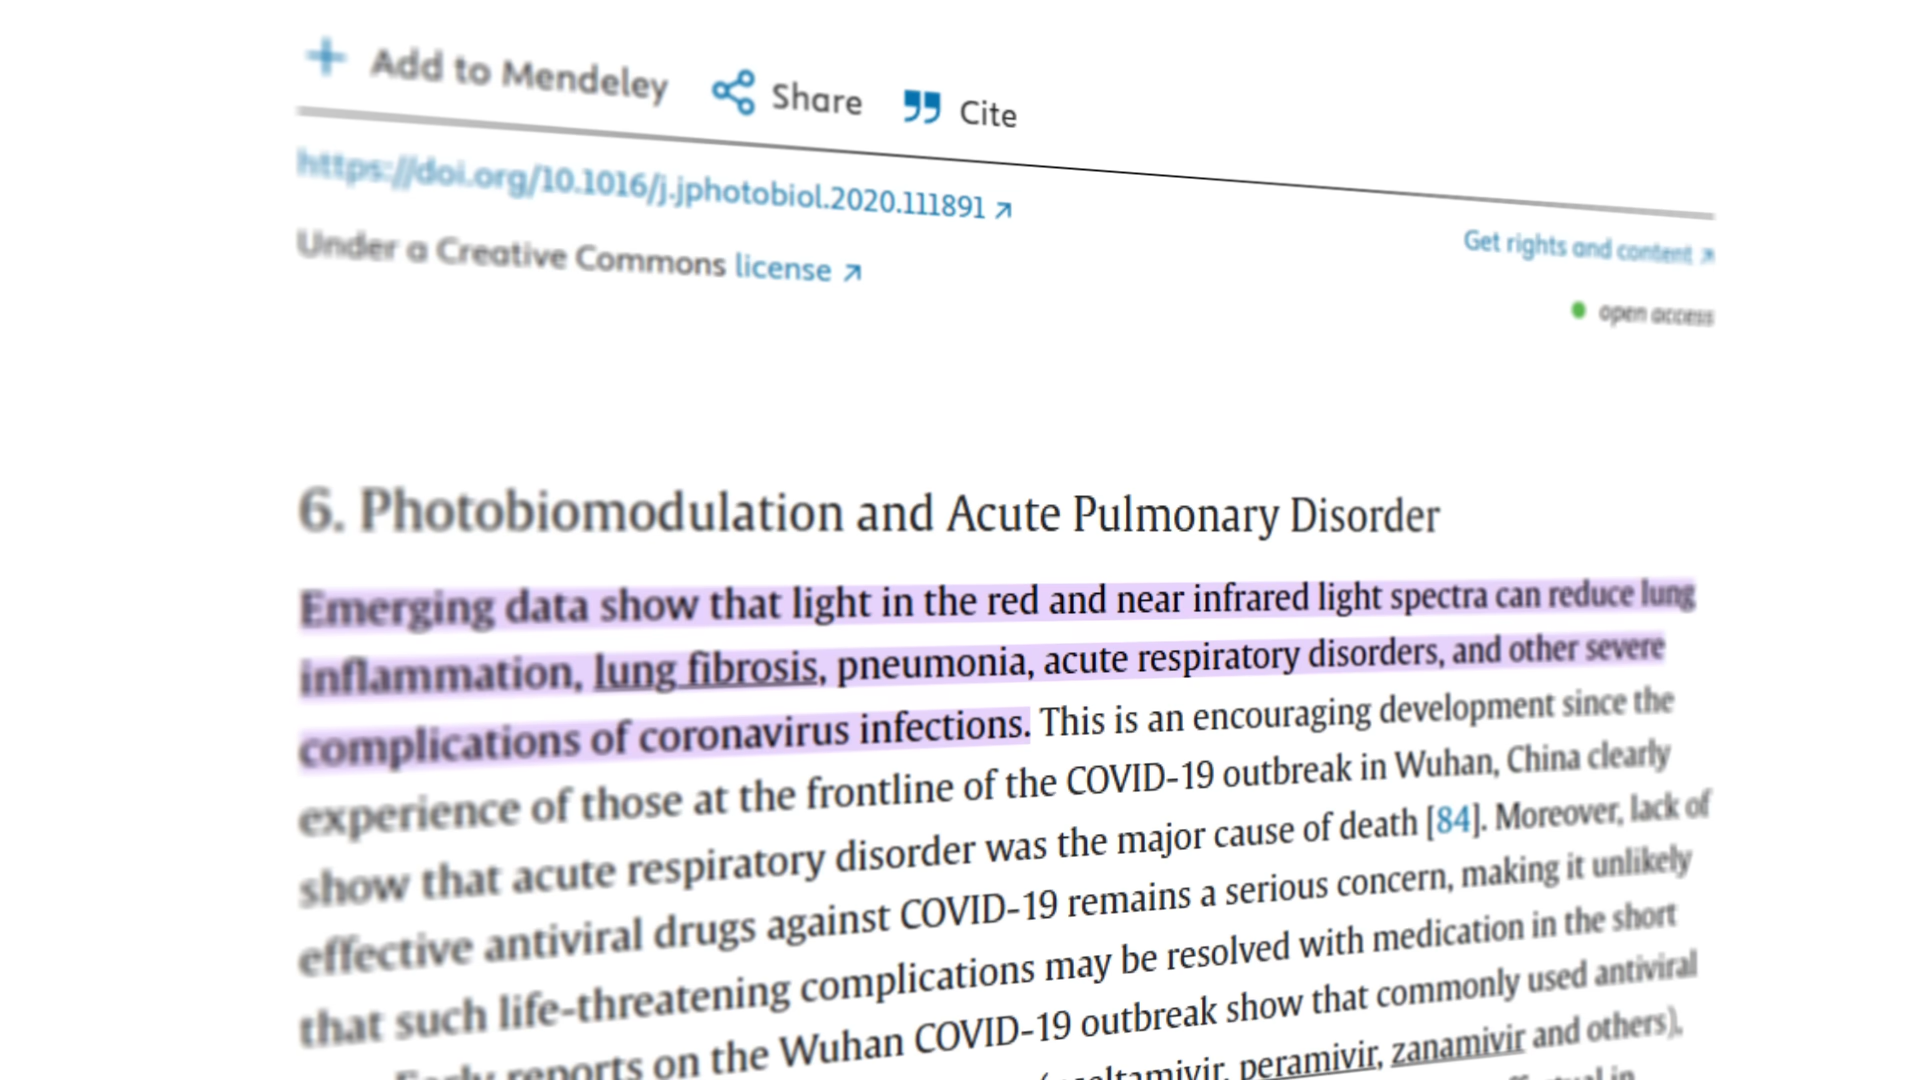 Add to Mendeley Share Cite
https://doi.org/10.1016/j.jphotobiol.2020.111891
Get rights and content
Under a Creative Commons license
open access
6. Photobiomodulation and Acute Pulmonary Disorder
Emerging data show that light in the red and near infrared light spectra can reduce lung
inflammation, lung fibrosis, pneumonia, acute respiratory disorders, and other severe
complications of coronavirus infections. This is an encouraging development since the
experience of those at the frontline of the COVID-19 outbreak in Wuhan, China clearly
show that acute respiratory disorder was the major cause of death [84]. Moreover, lack of
effective antiviral drugs against COVID-19 remains a serious concern, making it unlikely
that such life-threatening complications may be resolved with medication in the short
Early reports on the Wuhan COVID-19 outbreak show that commonly used antiviral
peramivir, zanamivir and others),
in